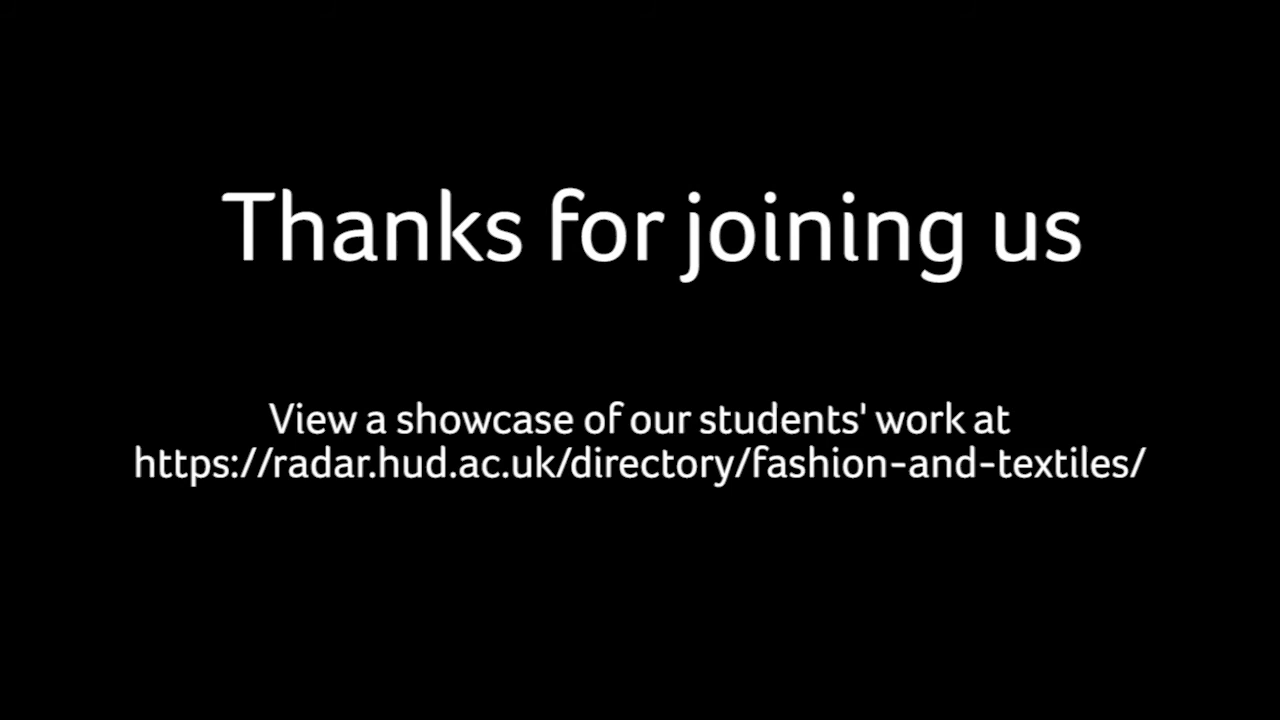 Thanks for joining us
View a showcase of our students' work at
https://radar.hud.ac.uk/directory/fashion-and-textiles/